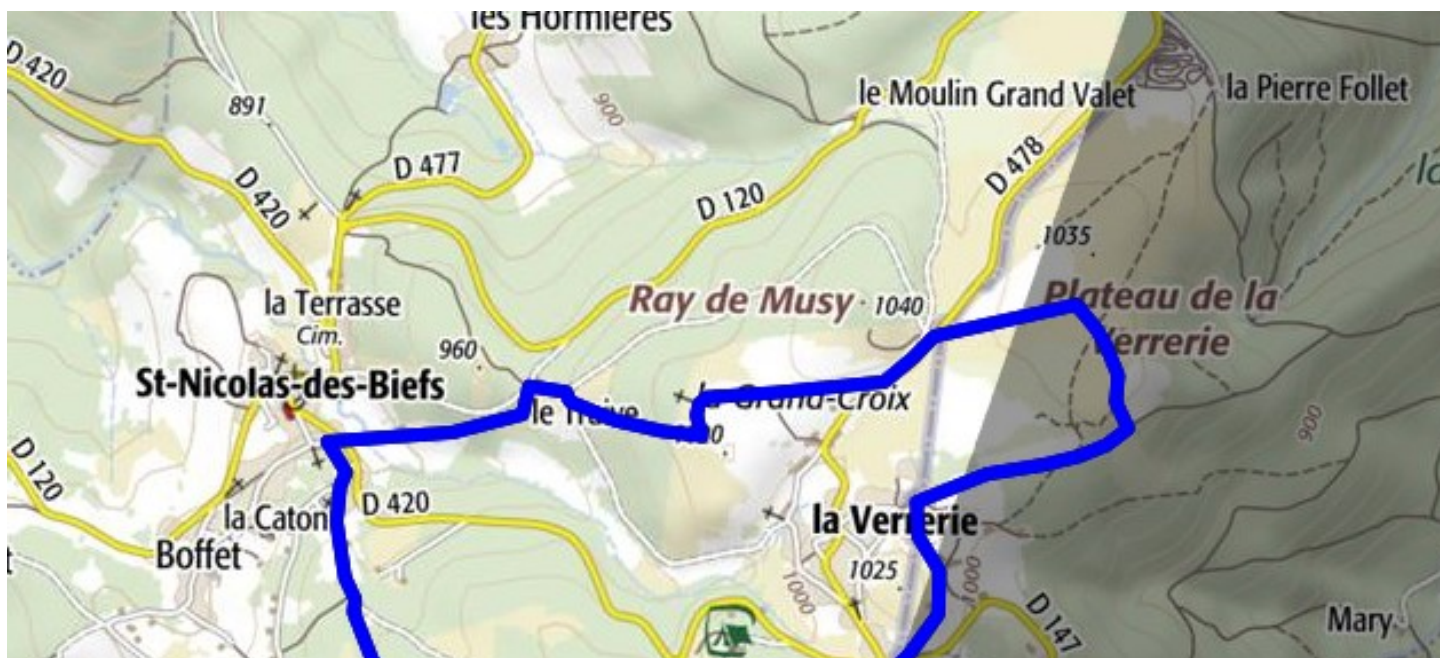 les Hormières
D 420
891
900
le Moulin Grand Valet
la Pierre Follet
D 477
D 478
D 420
D 120
1035
la Terrasse
Cim.
Ray de Musy
1040
Plateau de la
Verrerie
960
St-Nicolas-des-Biefs
le Traive
la Grand-Croix
900
D 120
D 420
la Caton
la Verrerie
Boffet
1025
1000
1000
D 147
Mary